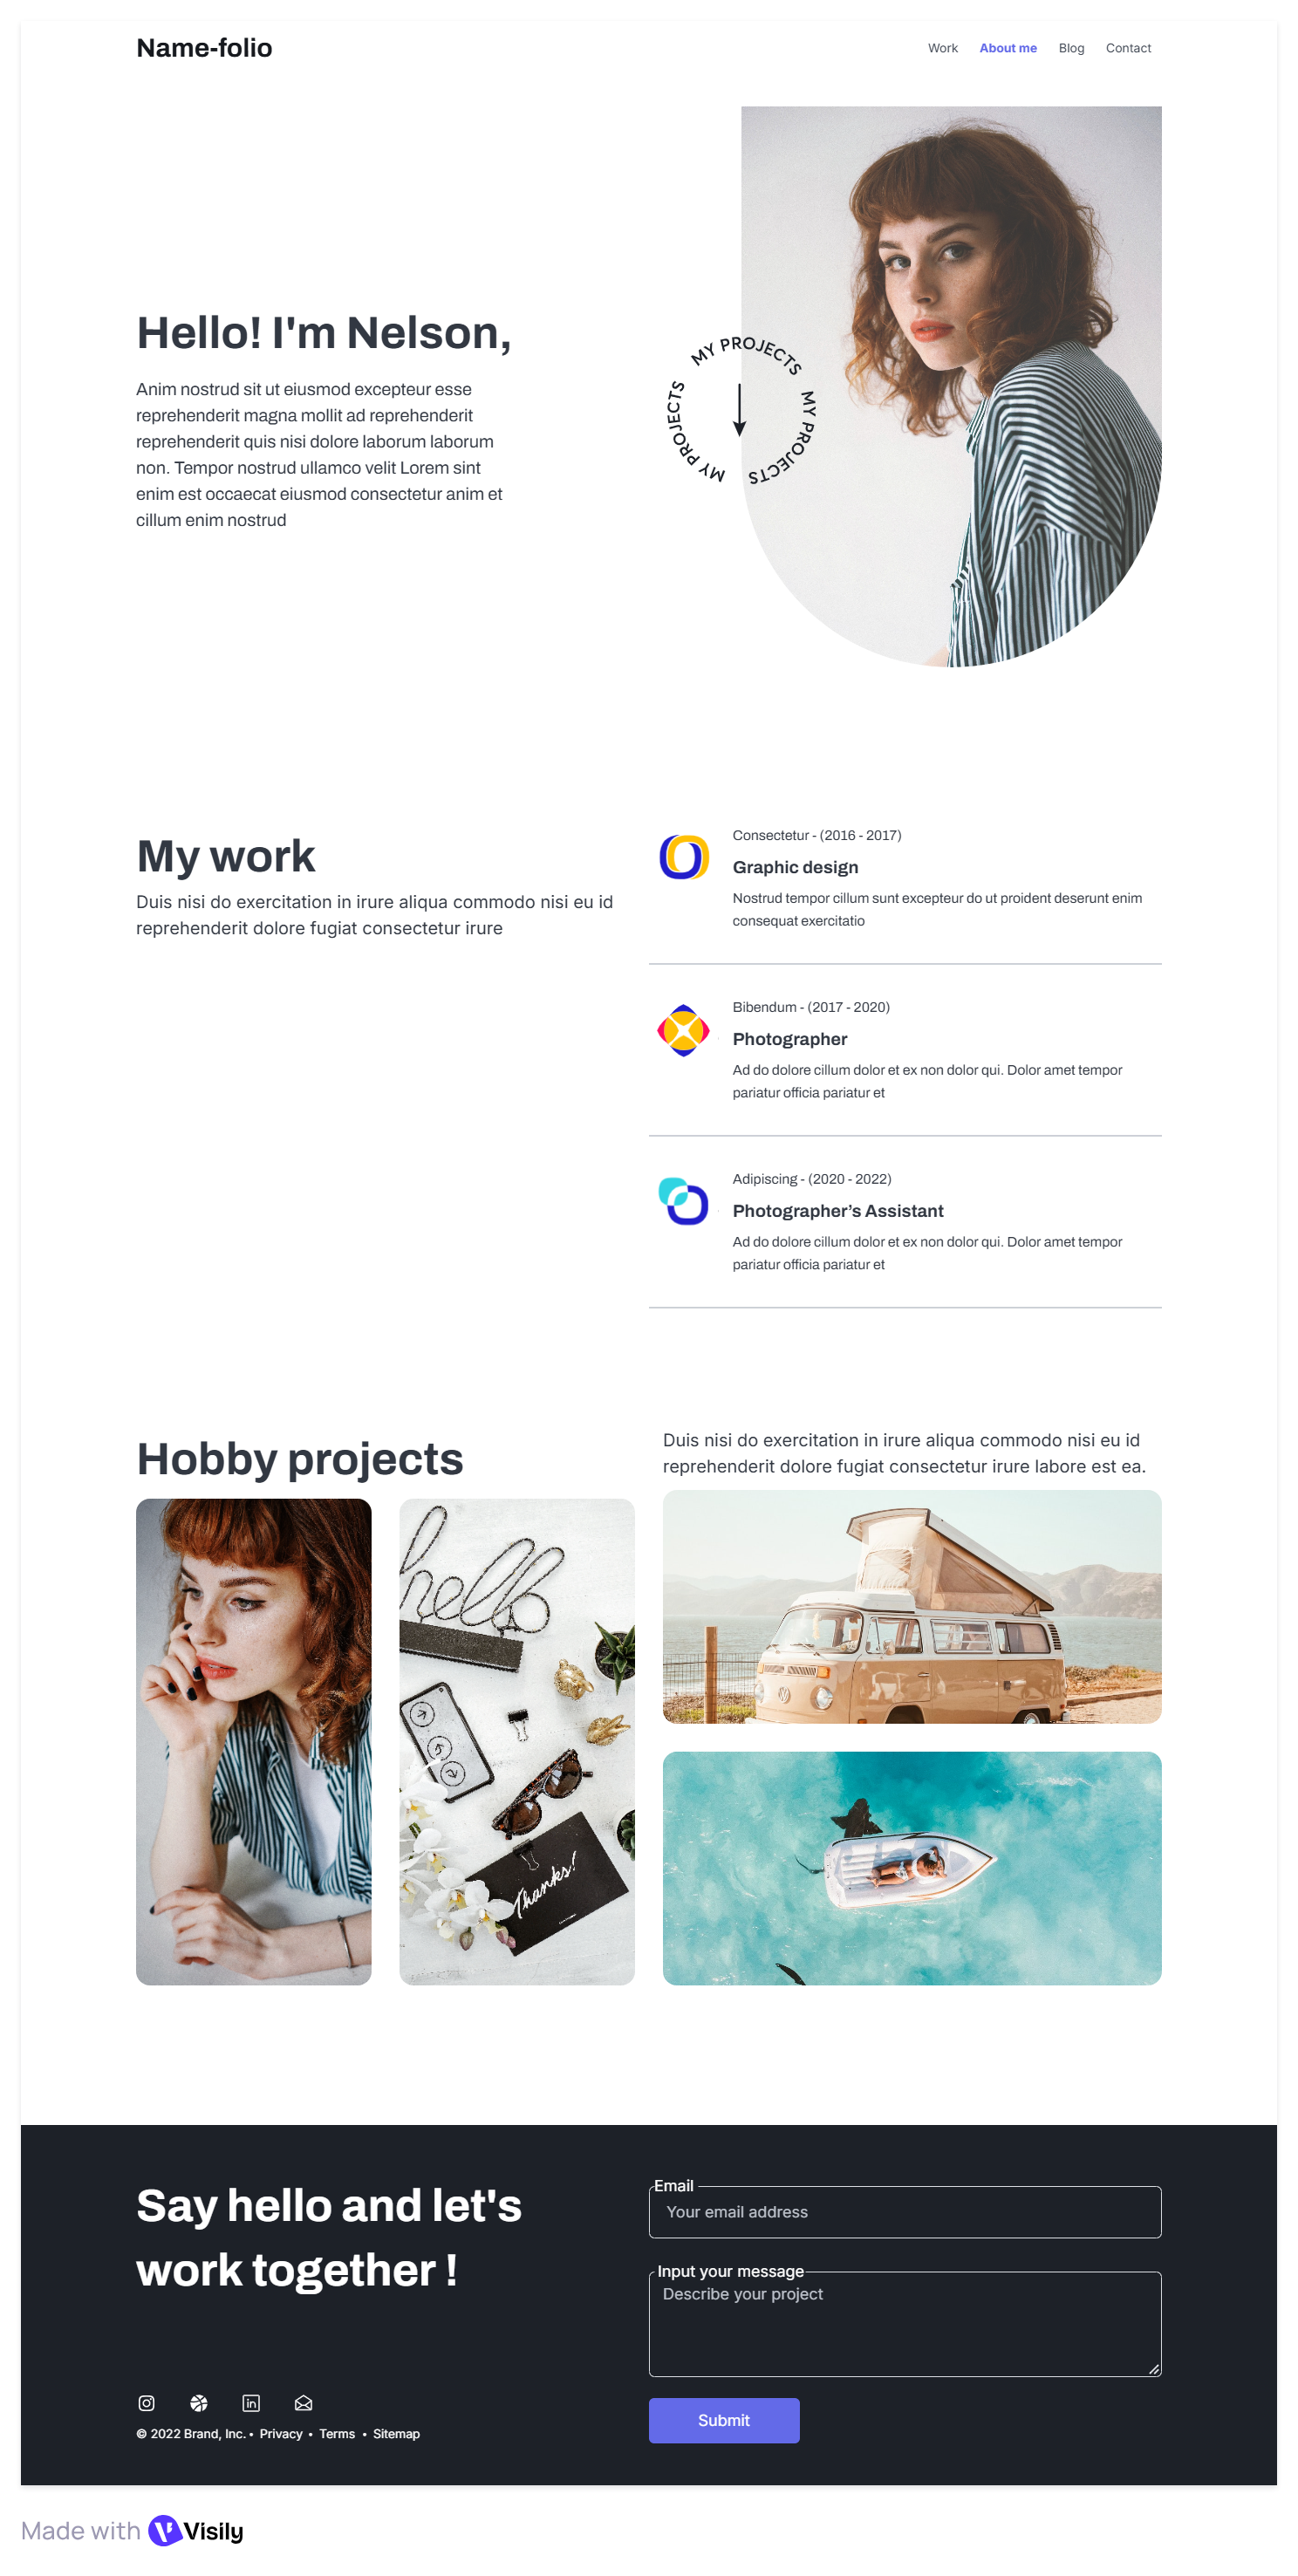 Name-folio
Work About me Blog Contact
Hello! I'm Nelson,
Anim nostrud sit ut eiusmod excepteur esse
reprehenderit magna mollit ad reprehenderit
reprehenderit quis nisi dolore laborum laborum
non. Tempor nostrud ullamco velit Lorem sint
enim est occaecat eiusmod consectetur anim et
cillum enim nostrud
MY PROJECTS MY PROJECTS MY PROJECTS
My work
Duis nisi do exercitation in irure aliqua commodo nisi eu id
reprehenderit dolore fugiat consectetur irure
Consectetur - (2016 - 2017)
Graphic design
Nostrud tempor cillum sunt excepteur do ut proident deserunt enim
consequat exercitatio
Bibendum - (2017 - 2020)
Photographer
Ad do dolore cillum dolor et ex non dolor qui. Dolor amet tempor
pariatur officia pariatur et
Adipiscing - (2020 - 2022)
Photographer’s Assistant
Ad do dolore cillum dolor et ex non dolor qui. Dolor amet tempor
pariatur officia pariatur et
Hobby projects
Duis nisi do exercitation in irure aliqua commodo nisi eu id
reprehenderit dolore fugiat consectetur irure labore est ea.
hello
Thanks!
Say hello and let's
work together !
Email
Your email address
Input your message
Describe your project
Submit
© 2022 Brand, Inc. • Privacy • Terms • Sitemap
Made with Visily